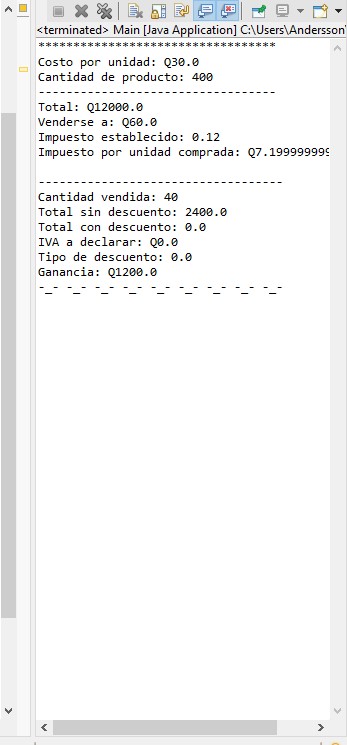 <terminated> Main [Java Application] C:\Users\Andersson
**********************************
Costo por unidad: Q30.0
Cantidad de producto: 400
----------------------------------
Total: Q12000.0
Venderse a: Q60.0
Impuesto establecido: 0.12
Impuesto por unidad comprada: Q7.199999999
-----------------------------------
Cantidad vendida: 40
Total sin descuento: 2400.0
Total con descuento: 0.0
IVA a declarar: Q0.0
Tipo de descuento: 0.0
Ganancia: Q1200.0
-_- -_- -_- -_- -_- -_- -_- -_- -_-